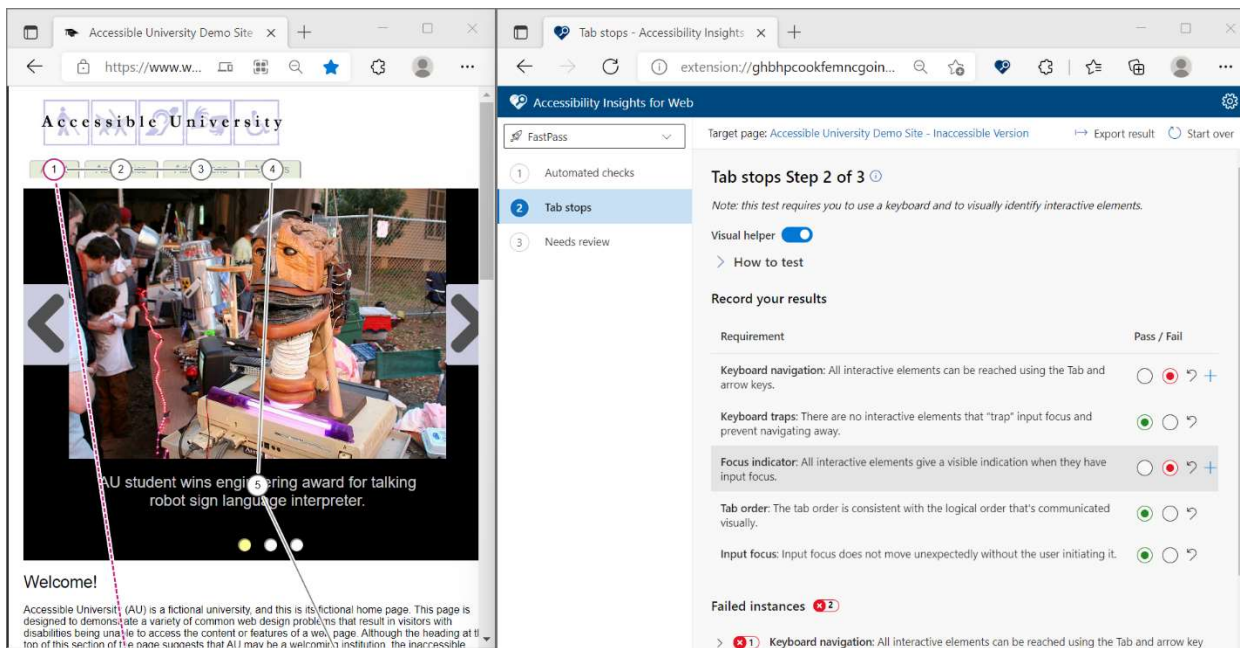 Accessible University Demo Site
https://www.w...
Accessible University
1
2
3
4
AU student wins engineering award for talking
robot sign language interpreter.
5
Welcome!
Accessible University (AU) is a fictional university, and this is its fictional home page. This page is
designed to demonstrate a variety of common web design problems that result in visitors with
disabilities being unable to access the content or features of a web page. Although the heading at t
top of this section of the page suggests that AU may be a welcoming institution, the inaccessible
Tab stops - Accessibility Insights
extension://ghbhpcookfemncgoin...
Accessibility Insights for Web
FastPass
Target page: Accessible University Demo Site - Inaccessible Version
Export result
Start over
1 Automated checks
2 Tab stops
3 Needs review
Tab stops Step 2 of 3
Note: this test requires you to use a keyboard and to visually identify interactive elements.
Visual helper
How to test
Record your results
Requirement
Pass / Fail
Keyboard navigation: All interactive elements can be reached using the Tab and
arrow keys.
Keyboard traps: There are no interactive elements that "trap" input focus and
prevent navigating away.
Focus indicator: All interactive elements give a visible indication when they have
input focus.
Tab order: The tab order is consistent with the logical order that's communicated
visually.
Input focus: Input focus does not move unexpectedly without the user initiating it.
Failed instances 2
1 Keyboard navigation: All interactive elements can be reached using the Tab and arrow key